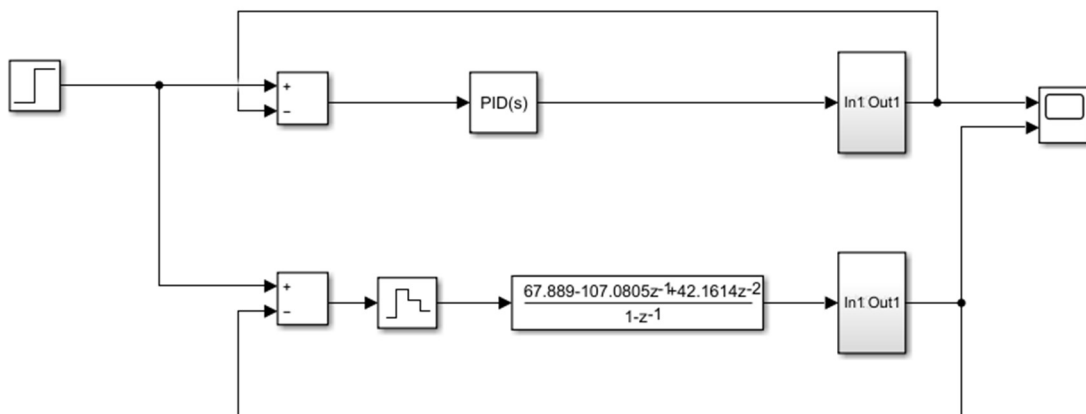 +
−
PID(s)
In1 Out1
+
−
67.889-107.0805z-1+42.1614z-2
1-z-1
In1 Out1